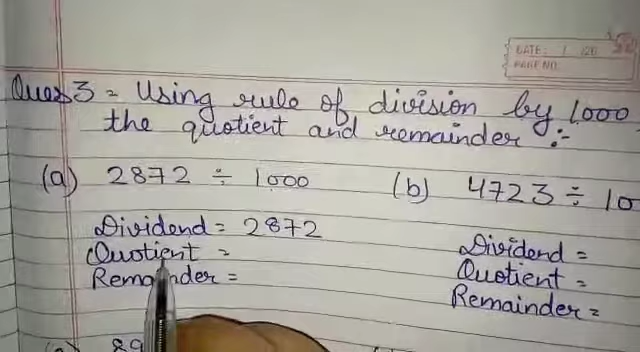 DATE: / /20
PAGE NO.
Ques 3 = Using rule of division by 1000
the quotient and remainder :-
(a) 2872 ÷ 1000
(b) 4723 ÷ 10
Dividend = 2872
Quotient =
Remainder =
Dividend =
Quotient =
Remainder =
89